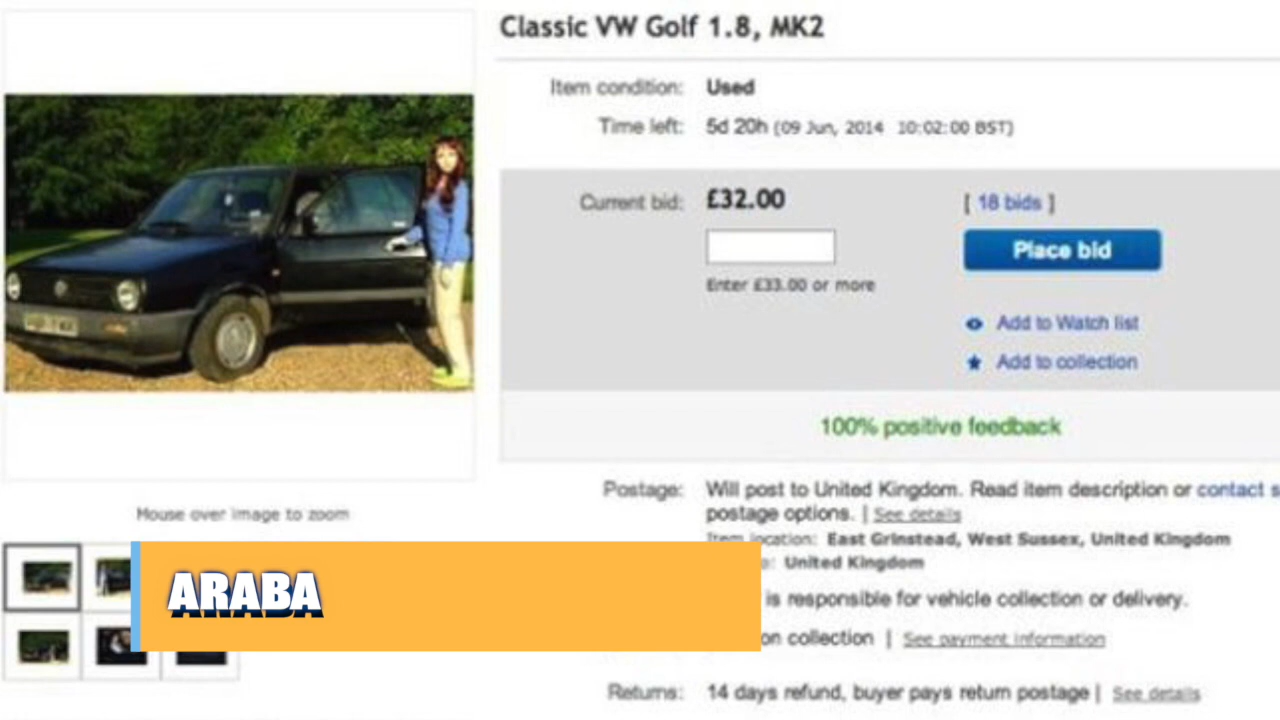 Classic VW Golf 1.8, MK2
Item condition: Used
Time left: 5d 20h (09 Jun, 2014 10:02:00 BST)
Current bid: £32.00 [ 18 bids ]
Place bid
Enter £33.00 or more
Add to Watch list
Add to collection
100% positive feedback
Postage: Will post to United Kingdom. Read item description or contact s
postage options. | See details
Item location: East Grinstead, West Sussex, United Kingdom
United Kingdom
is responsible for vehicle collection or delivery.
on collection | See payment information
Returns: 14 days refund, buyer pays return postage | See details
Mouse over image to zoom
ARABA